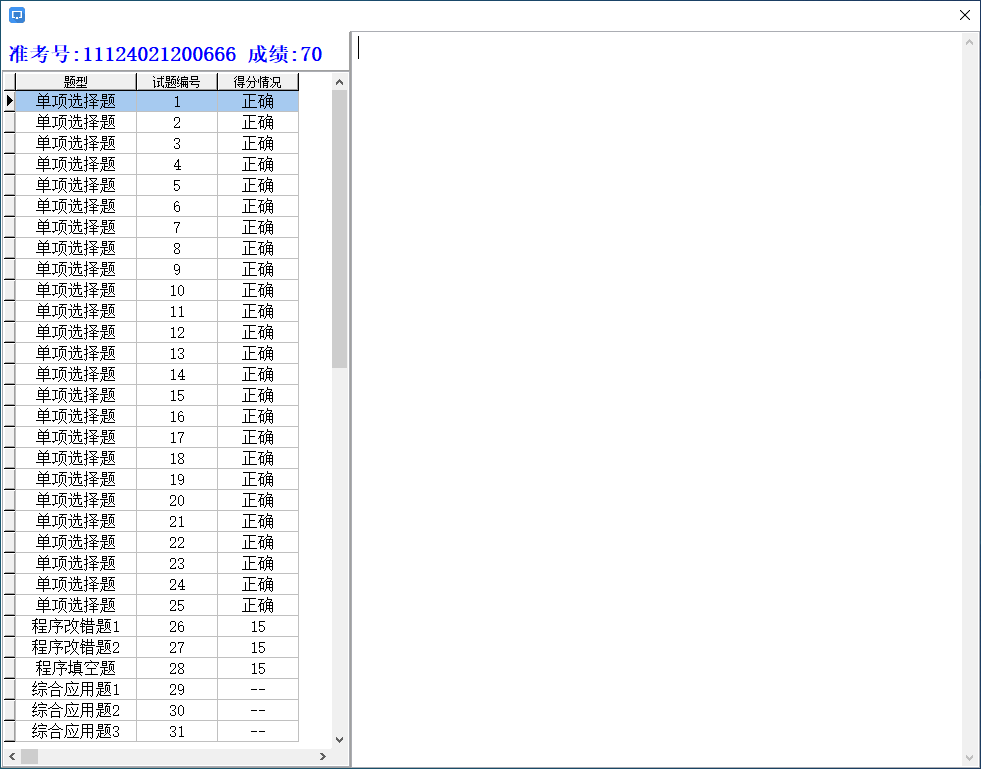 准考号:11124021200666 成绩:70
题型 试题编号 得分情况
单项选择题 1 正确
单项选择题 2 正确
单项选择题 3 正确
单项选择题 4 正确
单项选择题 5 正确
单项选择题 6 正确
单项选择题 7 正确
单项选择题 8 正确
单项选择题 9 正确
单项选择题 10 正确
单项选择题 11 正确
单项选择题 12 正确
单项选择题 13 正确
单项选择题 14 正确
单项选择题 15 正确
单项选择题 16 正确
单项选择题 17 正确
单项选择题 18 正确
单项选择题 19 正确
单项选择题 20 正确
单项选择题 21 正确
单项选择题 22 正确
单项选择题 23 正确
单项选择题 24 正确
单项选择题 25 正确
程序改错题1 26 15
程序改错题2 27 15
程序填空题 28 15
综合应用题1 29 --
综合应用题2 30 --
综合应用题3 31 --